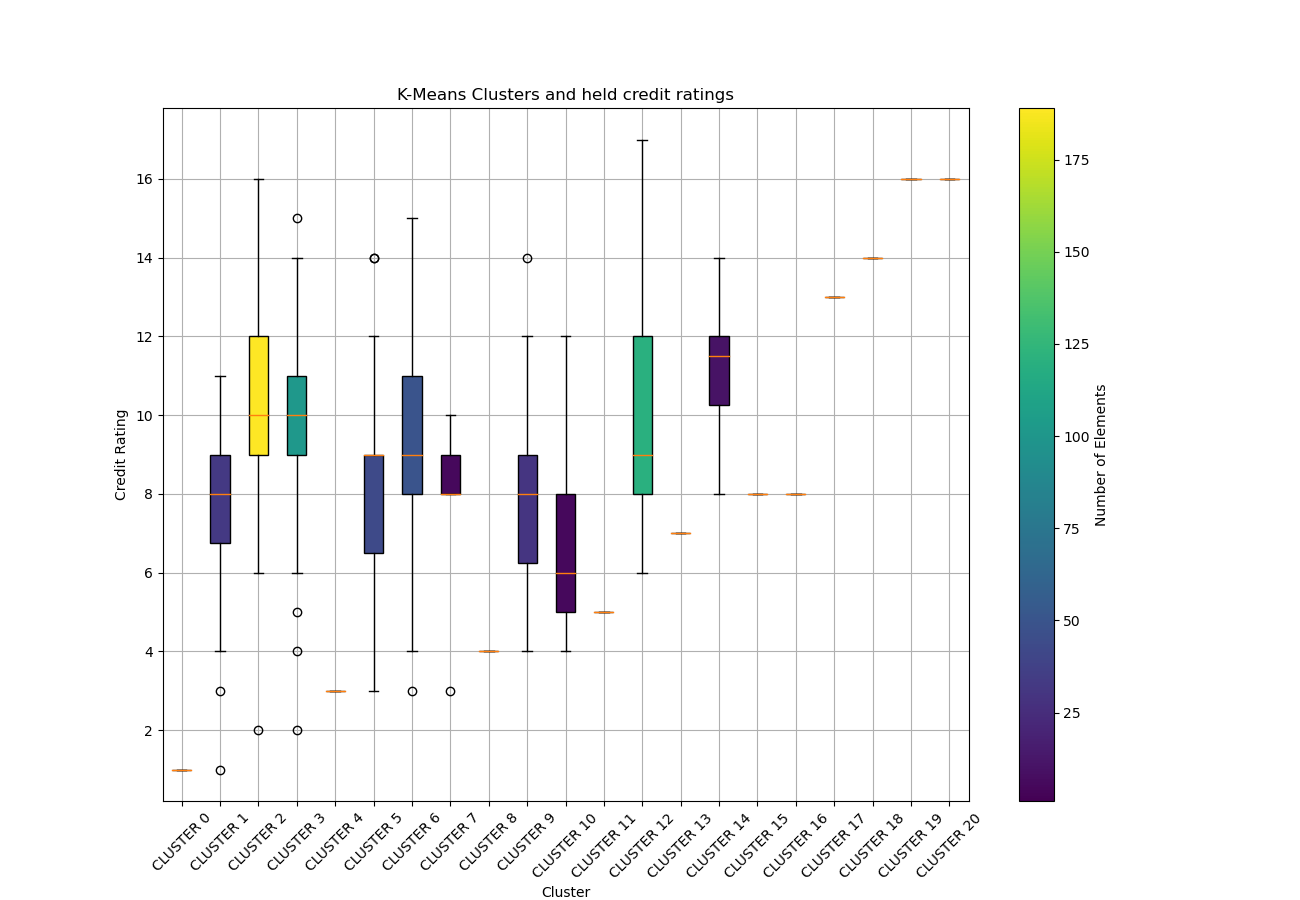 K-Means Clusters and held credit ratings
16
14
12
10
8
6
4
2
Credit Rating
CLUSTER 0
CLUSTER 1
CLUSTER 2
CLUSTER 3
CLUSTER 4
CLUSTER 5
CLUSTER 6
CLUSTER 7
CLUSTER 8
CLUSTER 9
CLUSTER 10
CLUSTER 11
CLUSTER 12
CLUSTER 13
CLUSTER 14
CLUSTER 15
CLUSTER 16
CLUSTER 17
CLUSTER 18
CLUSTER 19
CLUSTER 20
Cluster
175
150
125
100
75
50
25
Number of Elements